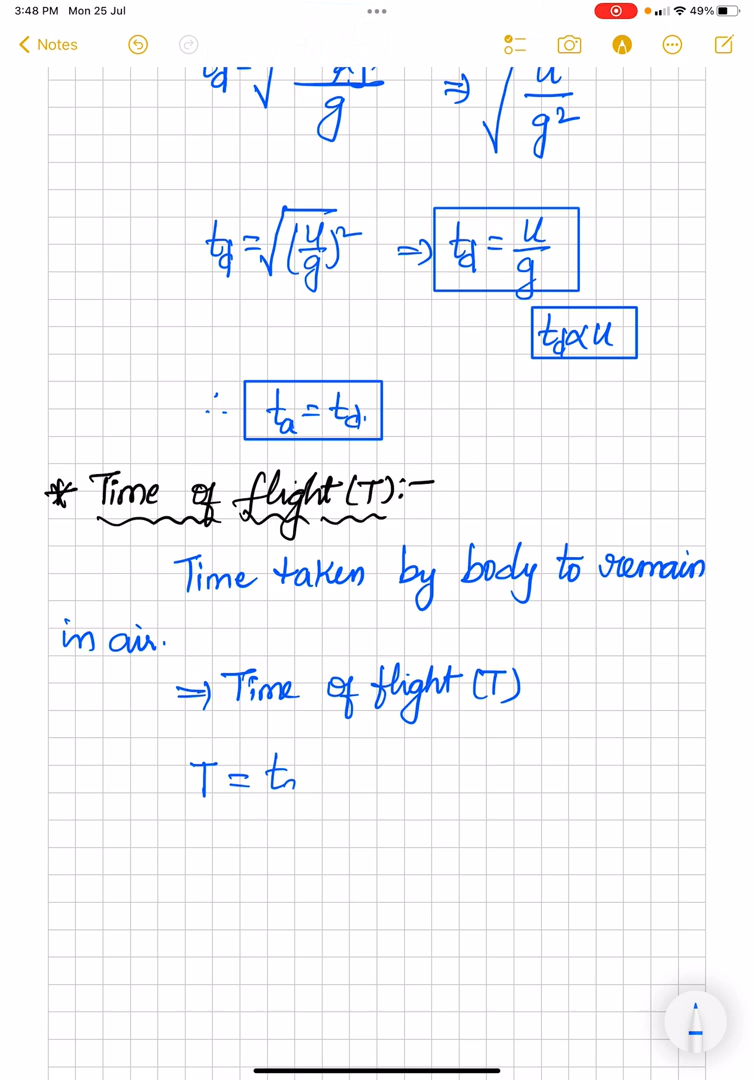 3:48 PM Mon 25 Jul
49%
Notes
g ⇒ √ u / g²
t_d = √(u/g)² ⇒ t_d = u/g
t_d ∝ u
∴ t_a = t_d.
* Time of flight (T):-
Time taken by body to remain
in air.
⇒ Time of flight (T)
T = t